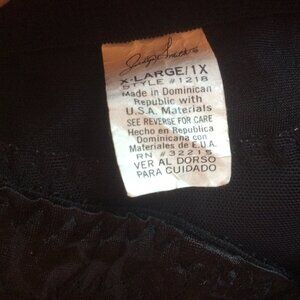 X-LARGE/1X
STYLE #1218
Made in Dominican
Republic with
U.S.A. Materials
SEE REVERSE FOR CARE
Hecho en Republica
Dominicana con
Materiales de E.U.A.
RN #32215
VER AL DORSO
PARA CUIDADO